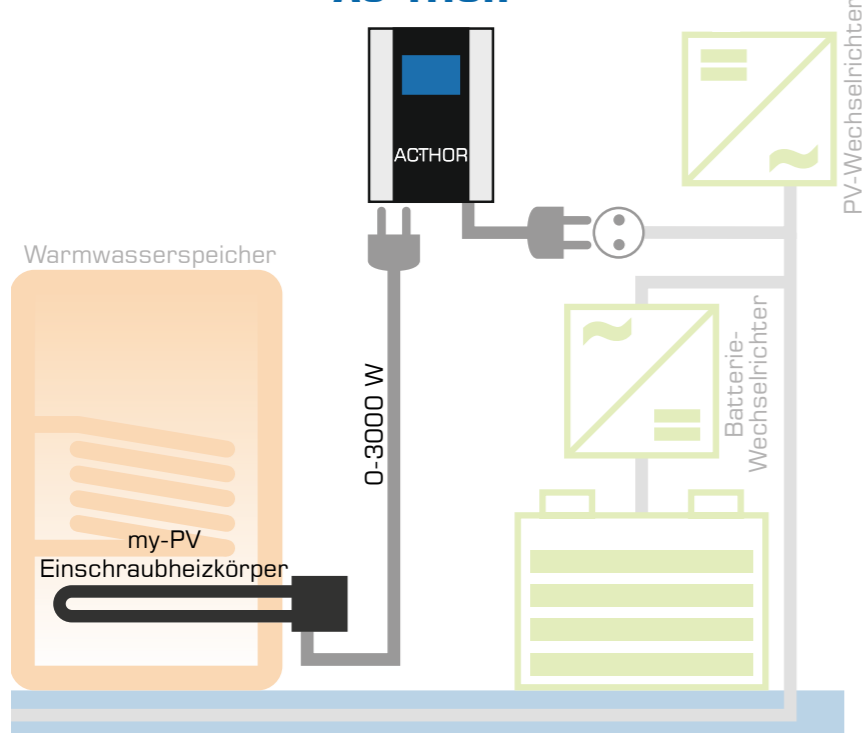 ACTHOR
PV-Wechselrichter
Warmwasserspeicher
0-3000 W
Batterie-
Wechselrichter
my-PV
Einschraubheizkörper